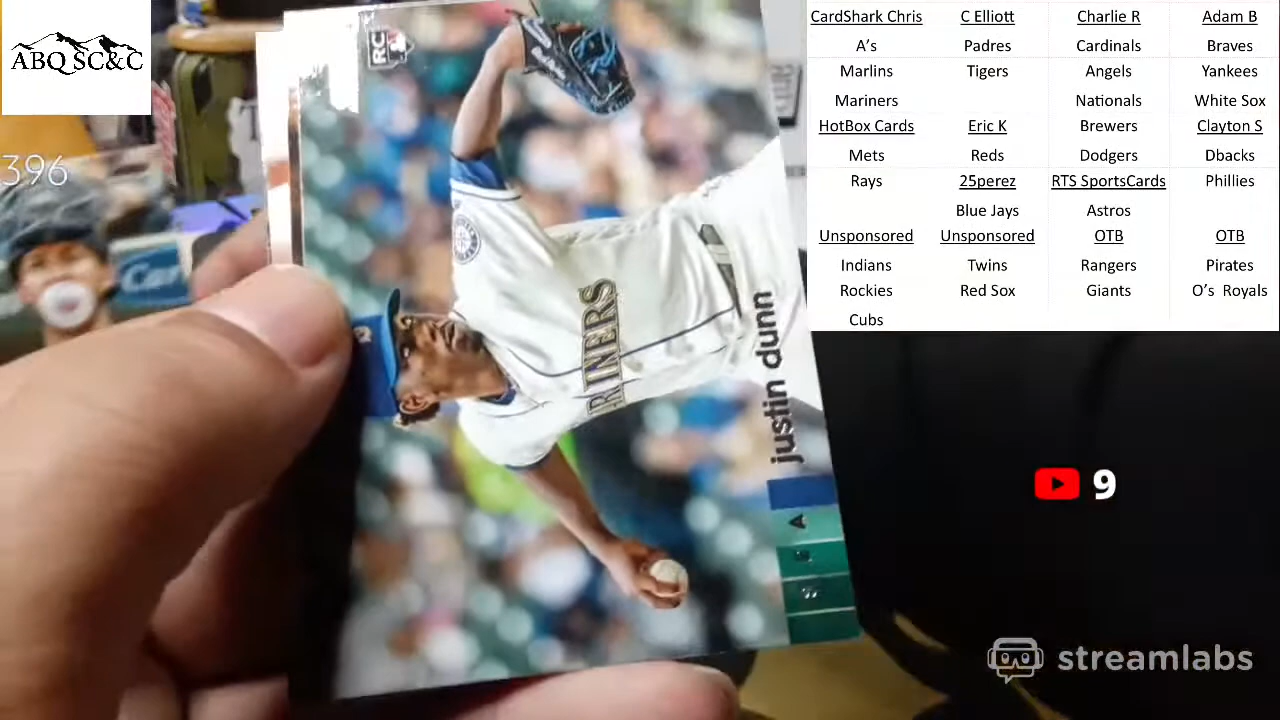 ABQ SC&C
396
RC
RINERS
justin dunn
Car
CardShark Chris C Elliott Charlie R Adam B
A's Padres Cardinals Braves
Marlins Tigers Angels Yankees
Mariners Nationals White Sox
HotBox Cards Eric K Brewers Clayton S
Mets Reds Dodgers Dbacks
Rays 25perez RTS SportsCards Phillies
Blue Jays Astros
Unsponsored Unsponsored OTB OTB
Indians Twins Rangers Pirates
Rockies Red Sox Giants O's Royals
Cubs
9
streamlabs